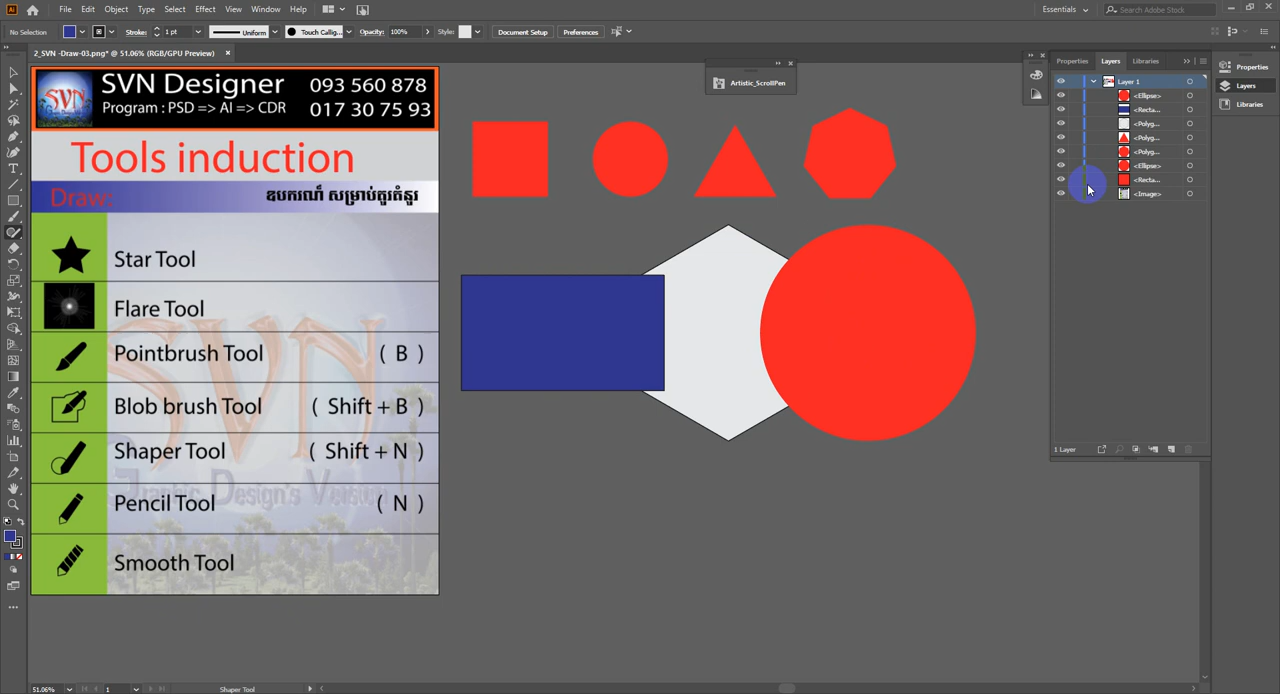 File Edit Object Type Select Effect View Window Help
Essentials
Search Adobe Stock
No Selection
Stroke:
1 pt
Uniform
Touch Callig...
Opacity:
100%
Style:
Document Setup
Preferences
2_SVN -Draw-03.png* @ 51.06% (RGB/GPU Preview)
SVN Designer
Program : PSD => AI => CDR
093 560 878
017 30 75 93
SVN
Tools induction
Draw:
ឧបករណ៏ សម្រាប់គួរគំនូរ
Star Tool
Flare Tool
Pointbrush Tool ( B )
Blob brush Tool ( Shift + B )
Shaper Tool ( Shift + N )
Pencil Tool ( N )
Smooth Tool
SVN
Graphic Design's Version
Artistic_ScrollPen
Properties Layers Libraries
Layer 1
<Ellipse>
<Recta...
<Polyg...
<Polyg...
<Polyg...
<Ellipse>
<Recta...
<Image>
1 Layer
Properties
Layers
Libraries
51.06%
1
Shaper Tool